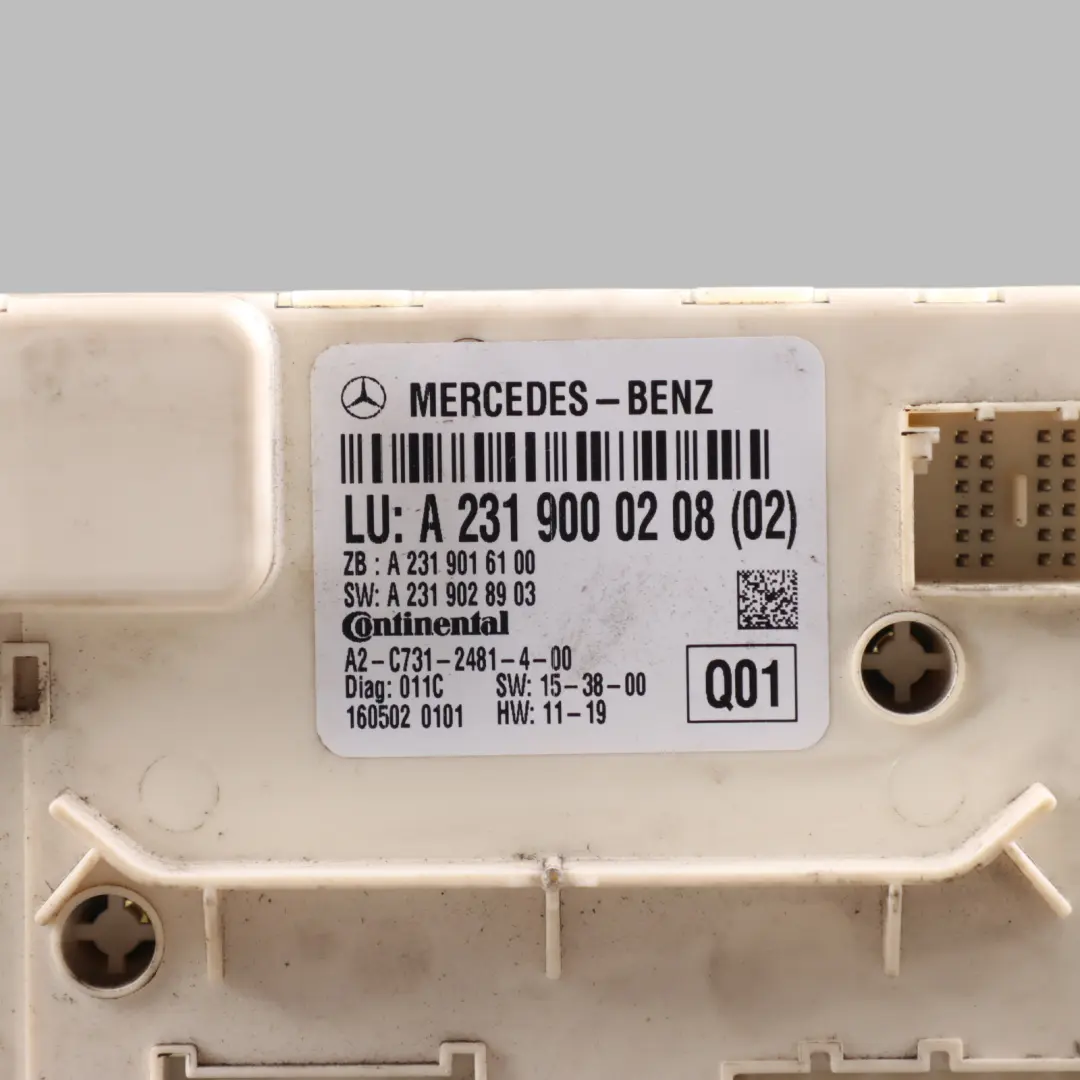 MERCEDES-BENZ
LU: A 231 900 02 08 (02)
ZB : A 231 901 61 00
SW: A 231 902 89 03
Continental
A2-C731-2481-4-00
Diag: 011C SW: 15-38-00
160502 0101 HW: 11-19
Q01